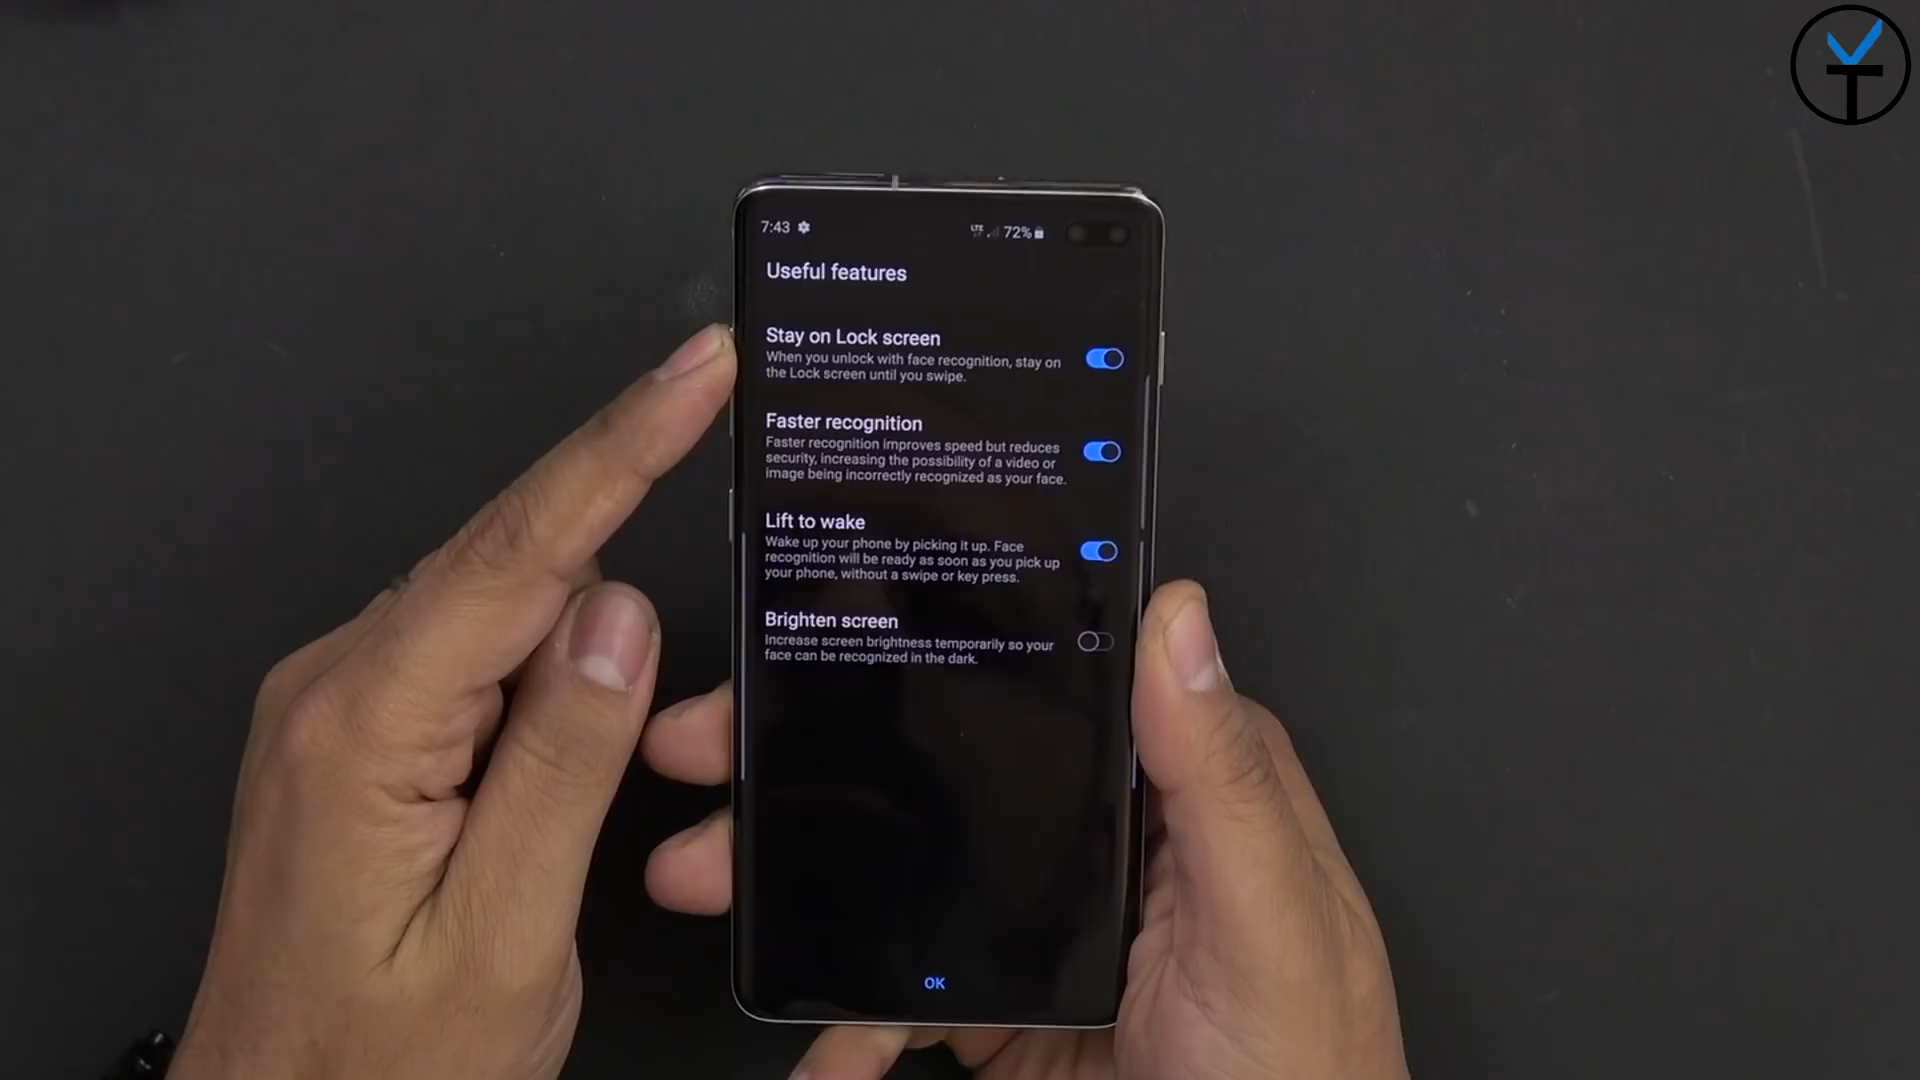 7:43
LTE 72%
Useful features
Stay on Lock screen
When you unlock with face recognition, stay on
the Lock screen until you swipe.
Faster recognition
Faster recognition improves speed but reduces
security, increasing the possibility of a video or
image being incorrectly recognized as your face.
Lift to wake
Wake up your phone by picking it up. Face
recognition will be ready as soon as you pick up
your phone, without a swipe or key press.
Brighten screen
Increase screen brightness temporarily so your
face can be recognized in the dark.
OK